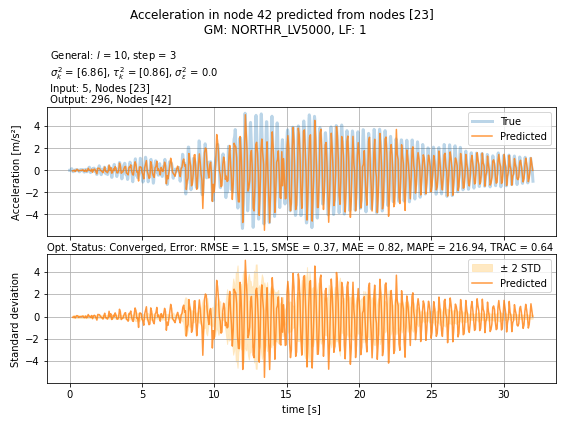 Acceleration in node 42 predicted from nodes [23]
GM: NORTHR_LV5000, LF: 1
General: l = 10, step = 3
σ²ₖ = [6.86], τ²ₖ = [0.86], σ²ε = 0.0
Input: 5, Nodes [23]
Output: 296, Nodes [42]
Acceleration [m/s²]
4
2
0
−2
−4
True
Predicted
Opt. Status: Converged, Error: RMSE = 1.15, SMSE = 0.37, MAE = 0.82, MAPE = 216.94, TRAC = 0.64
Standard deviation
4
2
0
−2
−4
± 2 STD
Predicted
0 5 10 15 20 25 30
time [s]